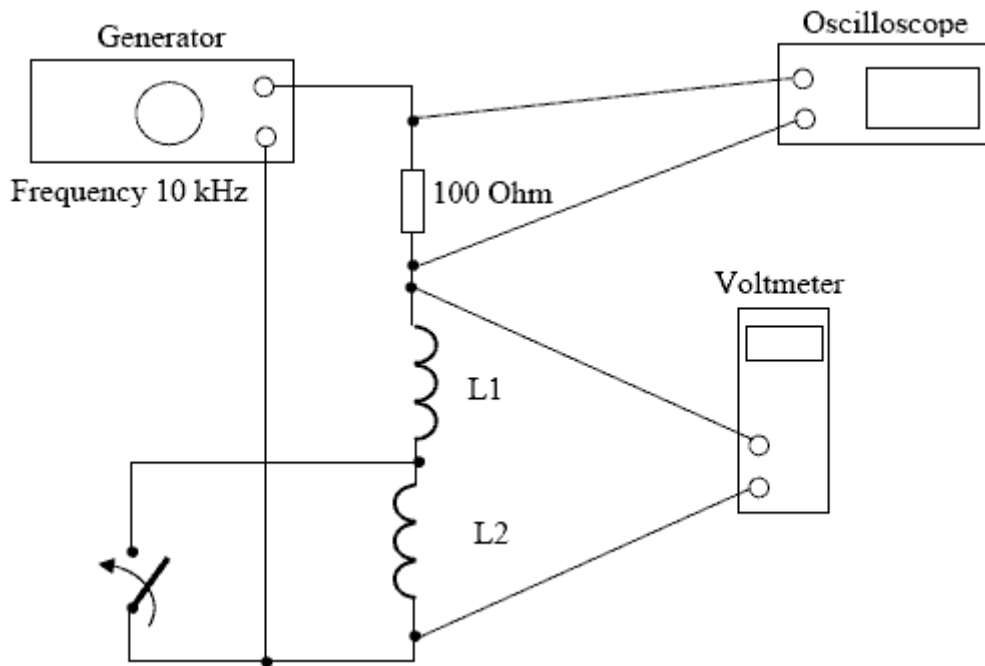 Generator
Oscilloscope
Frequency 10 kHz
100 Ohm
Voltmeter
L1
L2